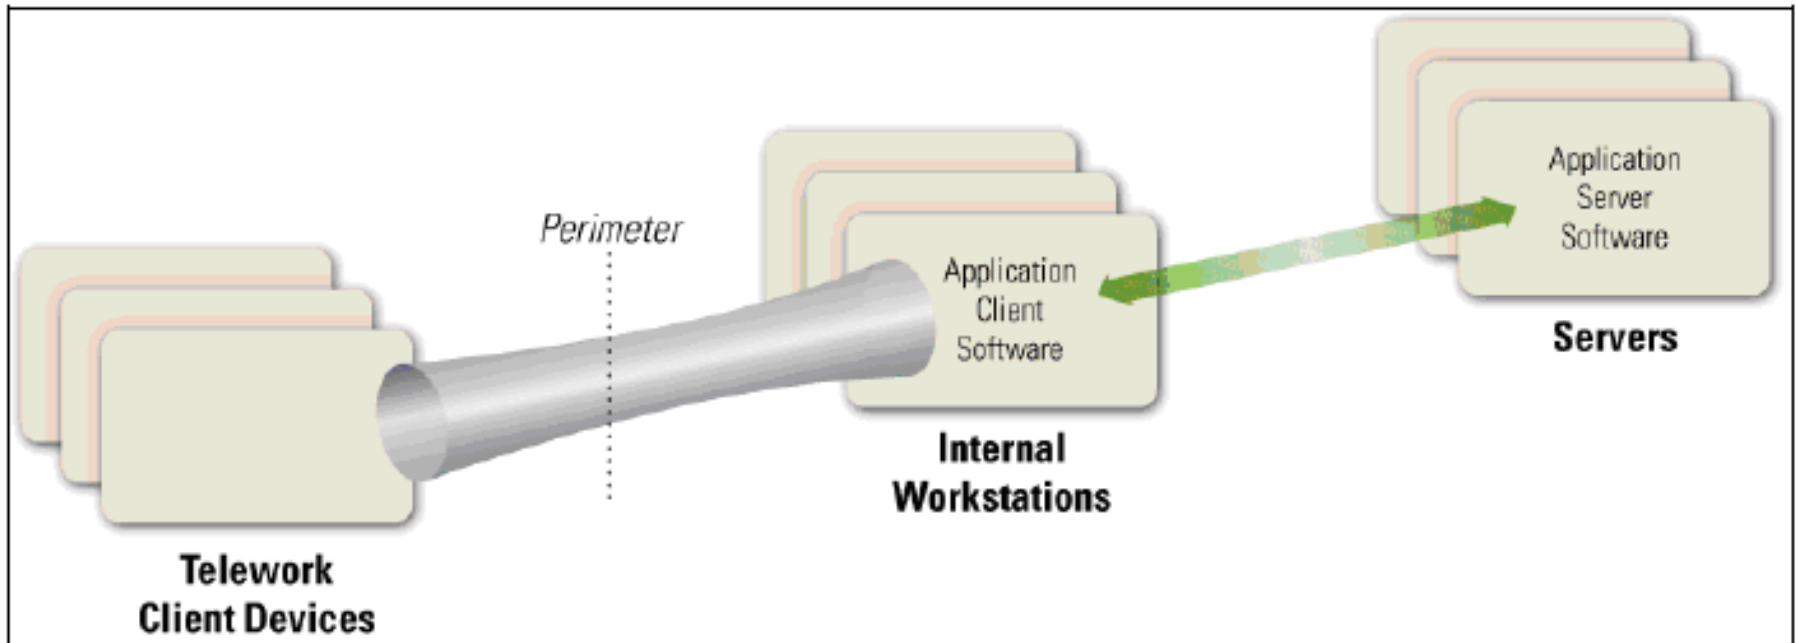 Perimeter
Application
Client
Software
Application
Server
Software
Servers
Internal
Workstations
Telework
Client Devices